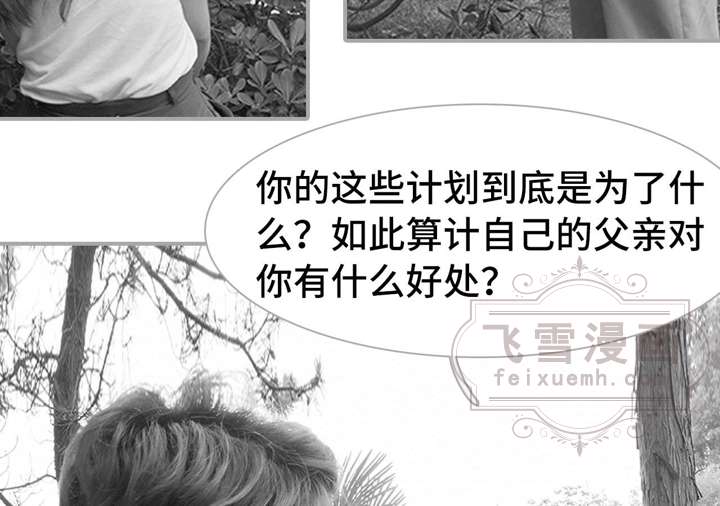 你的这些计划到底是为了什
么？如此算计自己的父亲对
你有什么好处？
飞雪漫画
feixuemh.com